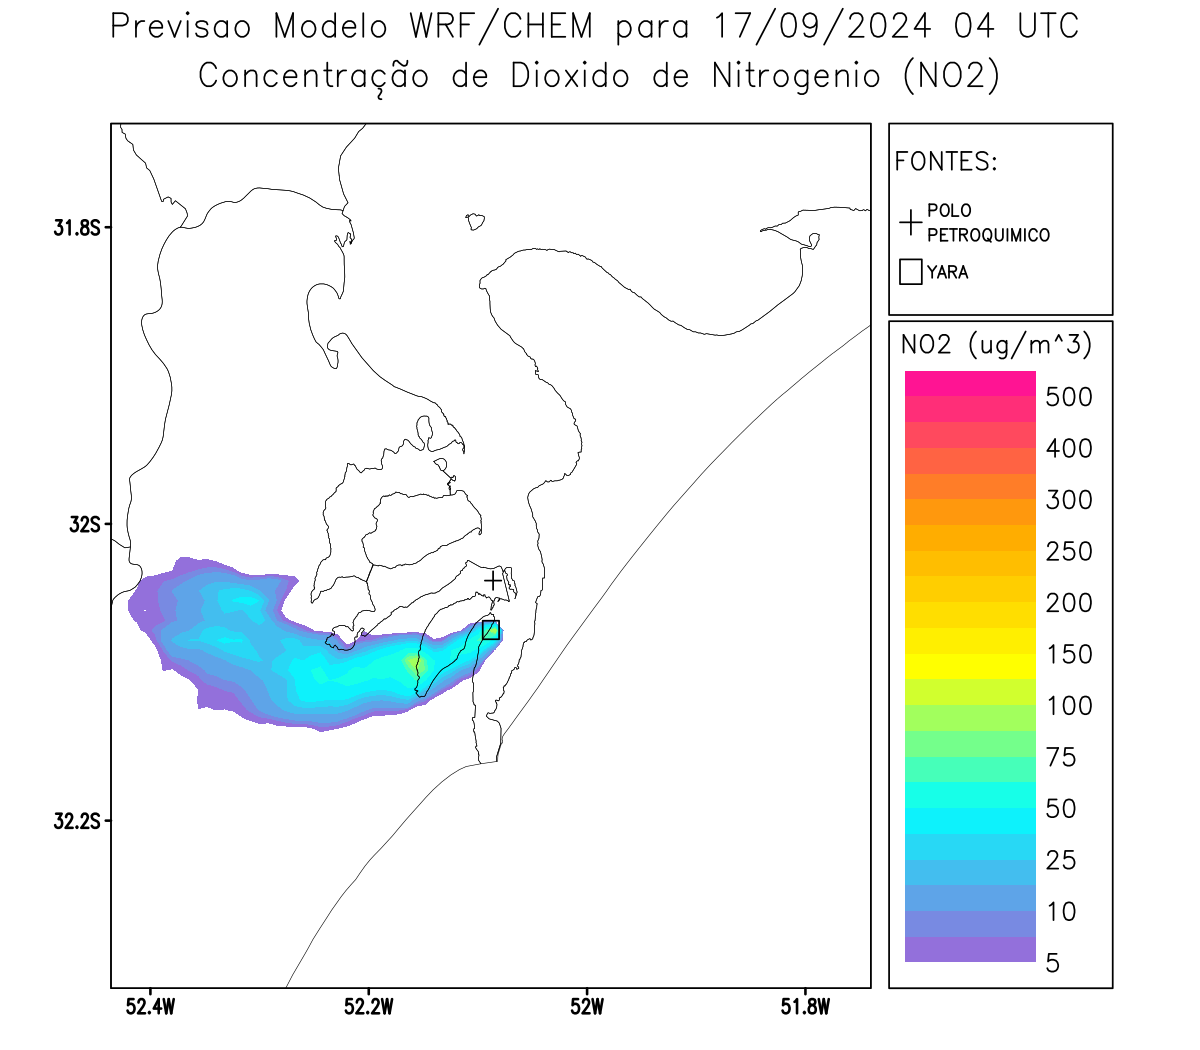 Previsao Modelo WRF/CHEM para 17/09/2024 04 UTC
Concentração de Dioxido de Nitrogenio (NO2)
FONTES:
POLO
PETROQUIMICO
YARA
NO2 (ug/m^3)
500
400
300
250
200
150
100
75
50
25
10
5
31.8S
32S
32.2S
52.4W
52.2W
52W
51.8W